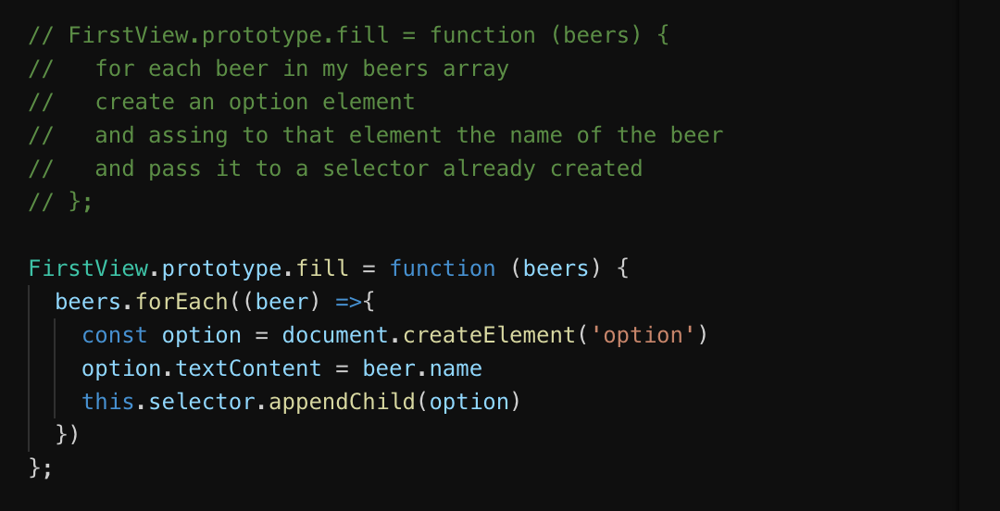 // FirstView.prototype.fill = function (beers) {
//   for each beer in my beers array
//   create an option element
//   and assing to that element the name of the beer
//   and pass it to a selector already created
// };

FirstView.prototype.fill = function (beers) {
  beers.forEach((beer) =>{
    const option = document.createElement('option')
    option.textContent = beer.name
    this.selector.appendChild(option)
  })
};